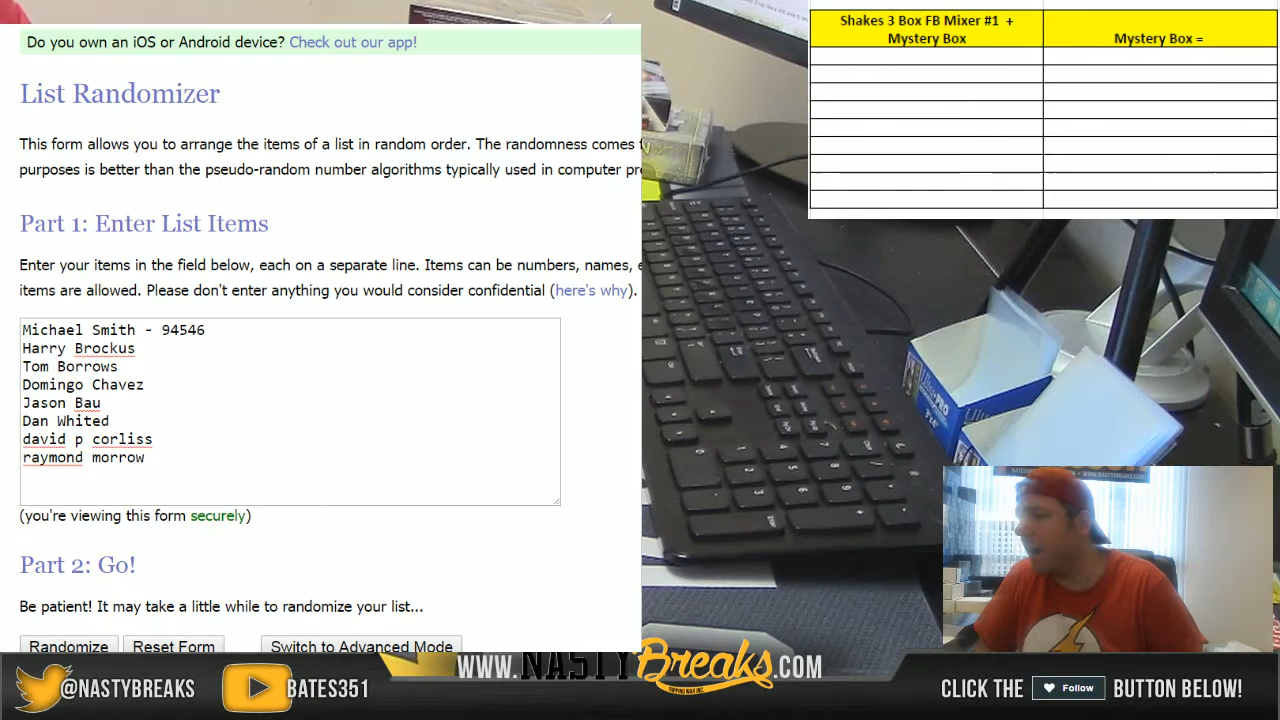 Do you own an iOS or Android device? Check out our app!
List Randomizer
This form allows you to arrange the items of a list in random order. The randomness comes
purposes is better than the pseudo-random number algorithms typically used in computer
Part 1: Enter List Items
Enter your items in the field below, each on a separate line. Items can be numbers, names,
items are allowed. Please don't enter anything you would consider confidential (here's why).
Michael Smith - 94546
Harry Brockus
Tom Borrows
Domingo Chavez
Jason Bau
Dan Whited
david p corliss
raymond morrow
(you're viewing this form securely)
Part 2: Go!
Be patient! It may take a little while to randomize your list...
Randomize Reset Form Switch to Advanced Mode
Shakes 3 Box FB Mixer #1 +
Mystery Box
Mystery Box =
Ultra PRO
@NASTYBREAKS
BATES351
WWW.NASTYBreaks.COM
RIPPING WAX INC.
CLICK THE Follow BUTTON BELOW!